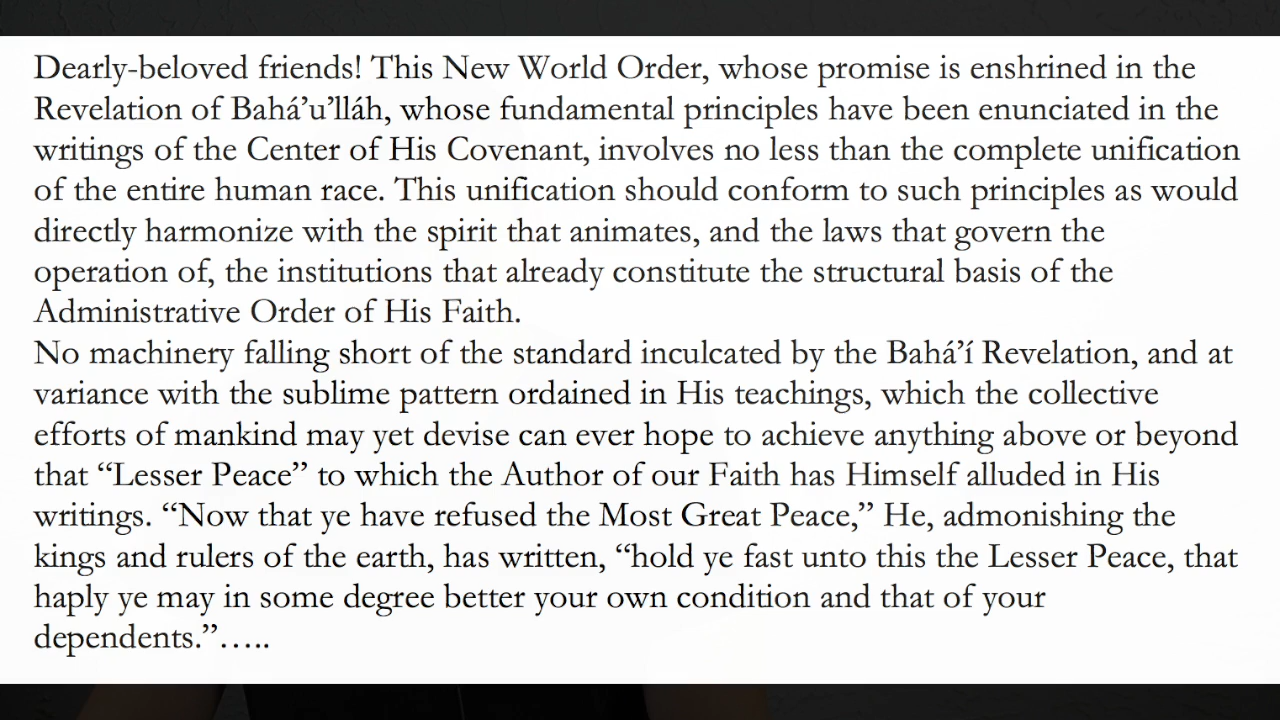 Dearly-beloved friends! This New World Order, whose promise is enshrined in the
Revelation of Bahá’u’lláh, whose fundamental principles have been enunciated in the
writings of the Center of His Covenant, involves no less than the complete unification
of the entire human race. This unification should conform to such principles as would
directly harmonize with the spirit that animates, and the laws that govern the
operation of, the institutions that already constitute the structural basis of the
Administrative Order of His Faith.
No machinery falling short of the standard inculcated by the Bahá’í Revelation, and at
variance with the sublime pattern ordained in His teachings, which the collective
efforts of mankind may yet devise can ever hope to achieve anything above or beyond
that “Lesser Peace” to which the Author of our Faith has Himself alluded in His
writings. “Now that ye have refused the Most Great Peace,” He, admonishing the
kings and rulers of the earth, has written, “hold ye fast unto this the Lesser Peace, that
haply ye may in some degree better your own condition and that of your
dependents.”…..